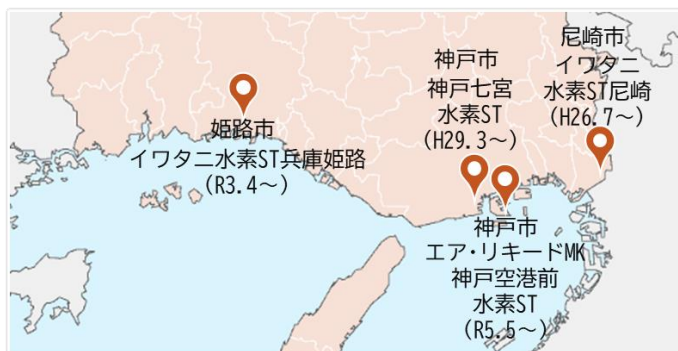 姫路市
イワタニ水素ST兵庫姫路
(R3.4～)
神戸市
神戸七宮
水素ST
(H29.3～)
尼崎市
イワタニ
水素ST尼崎
(H26.7～)
神戸市
エア・リキードMK
神戸空港前
水素ST
(R5.5～)